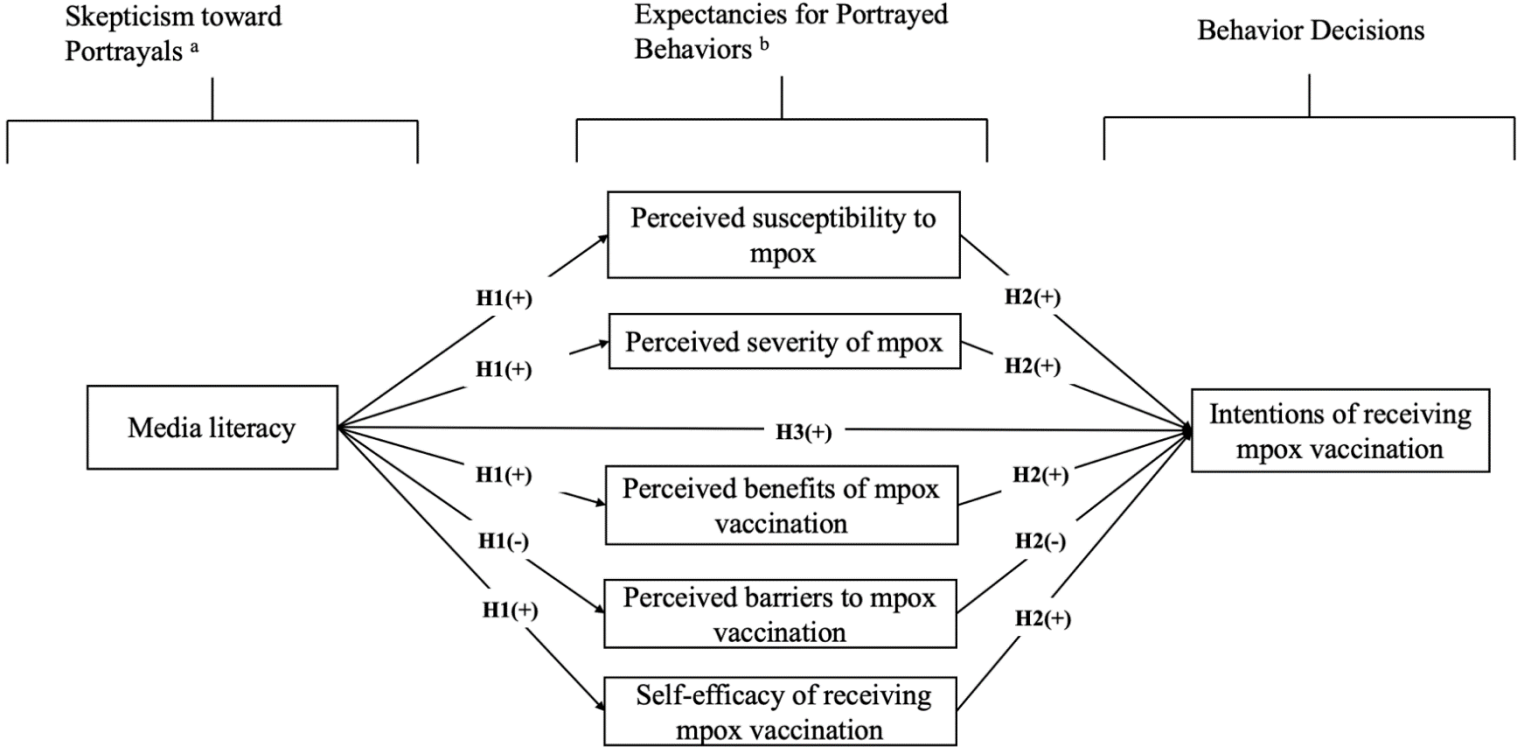 Skepticism toward
Portrayals ᵃ
Expectancies for Portrayed
Behaviors ᵇ
Behavior Decisions
Perceived susceptibility to
mpox
H1(+)
H2(+)
Perceived severity of mpox
H1(+)
H2(+)
Media literacy
H3(+)
Intentions of receiving
mpox vaccination
H1(+)
Perceived benefits of mpox
vaccination
H2(+)
H1(-)
H2(-)
Perceived barriers to mpox
vaccination
H1(+)
H2(+)
Self-efficacy of receiving
mpox vaccination